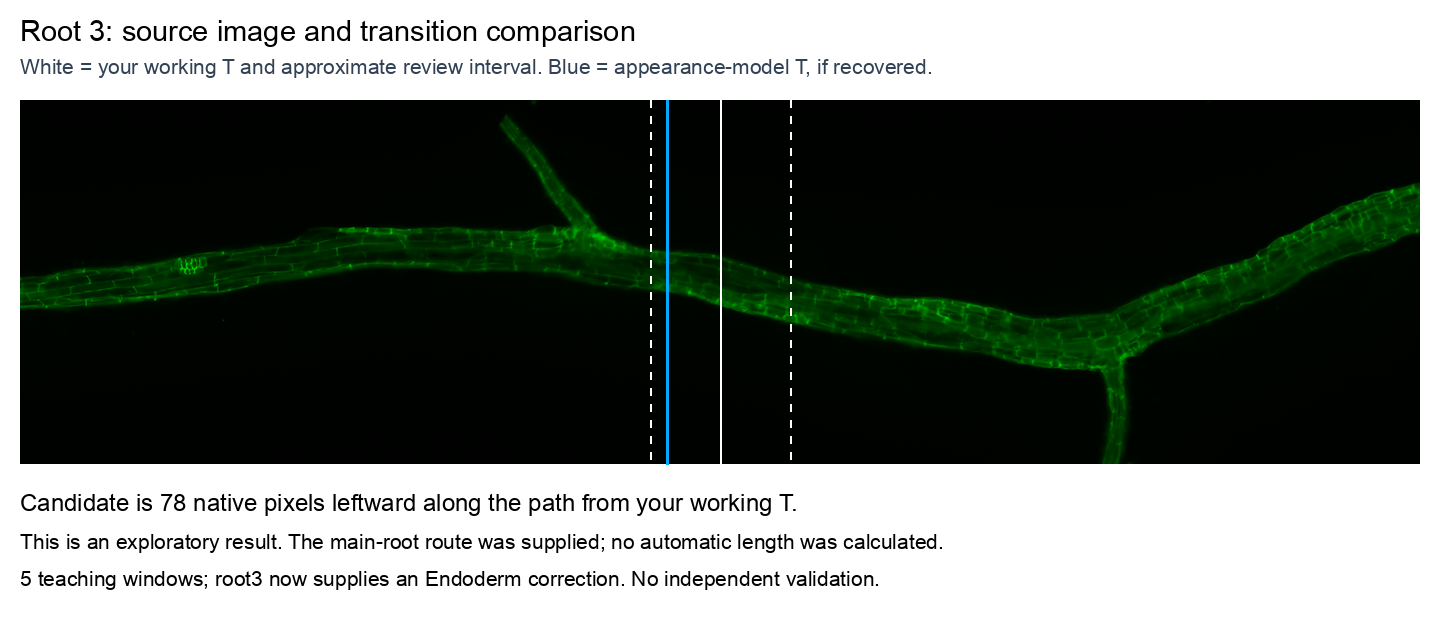 Root 3: source image and transition comparison
White = your working T and approximate review interval. Blue = appearance-model T, if recovered.
Candidate is 78 native pixels leftward along the path from your working T.
This is an exploratory result. The main-root route was supplied; no automatic length was calculated.
5 teaching windows; root3 now supplies an Endoderm correction. No independent validation.